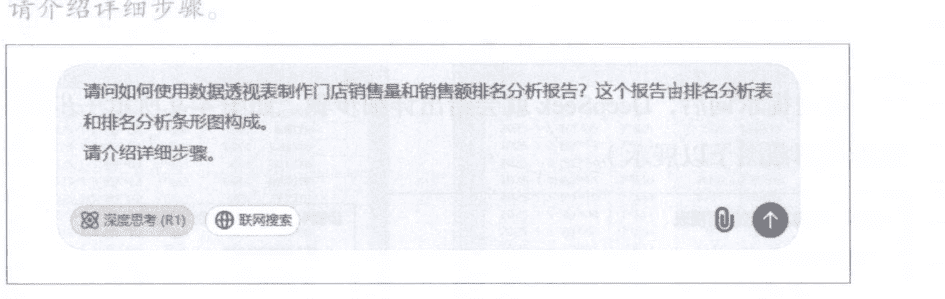 请介绍详细步骤。
请问如何使用数据透视表制作门店销售量和销售额排名分析报告？这个报告由排名分析表
和排名分析条形图构成。
请介绍详细步骤。
深度思考 (R1)
联网搜索